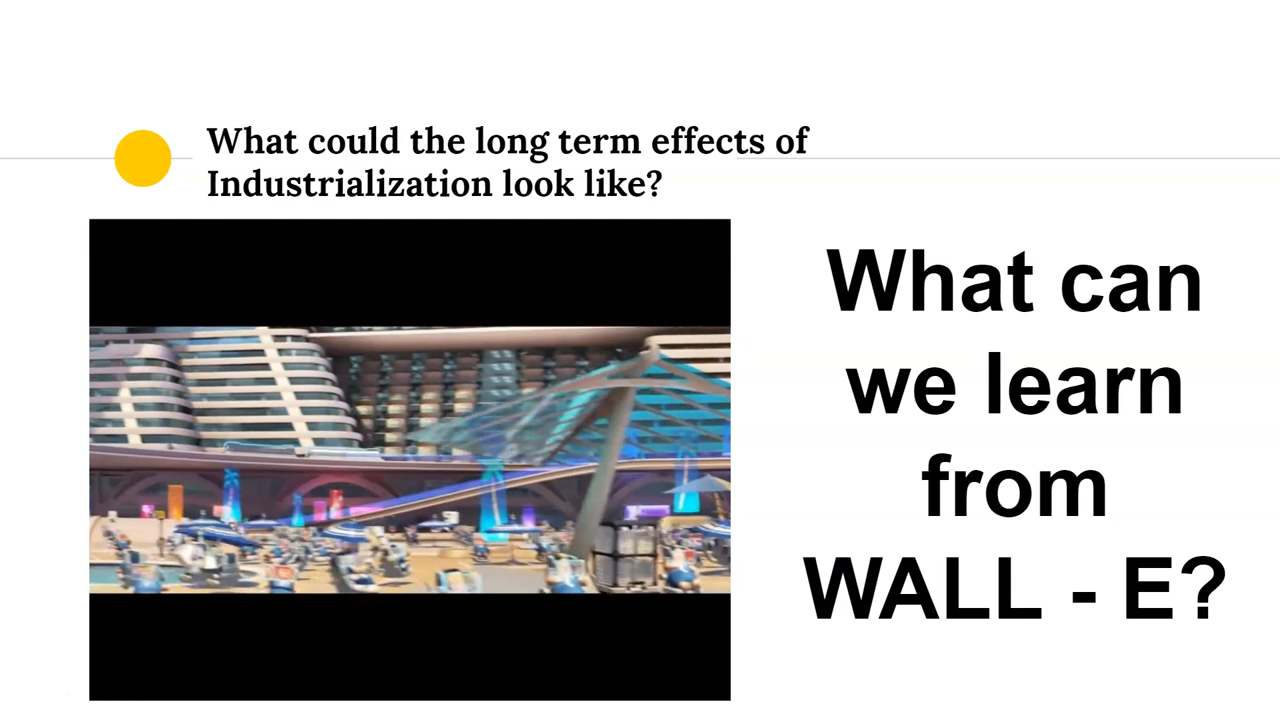 What could the long term effects of
Industrialization look like?
What can
we learn
from
WALL - E?